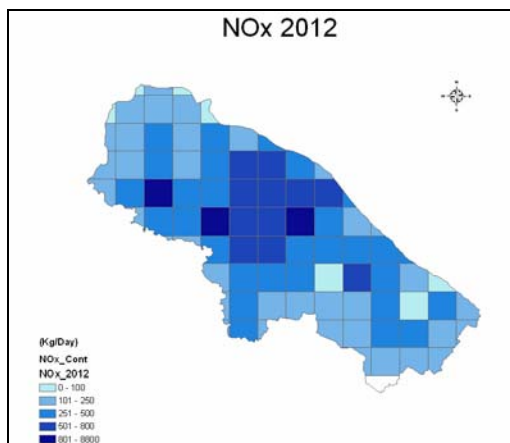 NOx 2012
(Kg/Day)
NOx_Cont
NOx_2012
0 - 100
101 - 250
251 - 500
501 - 800
801 - 8800